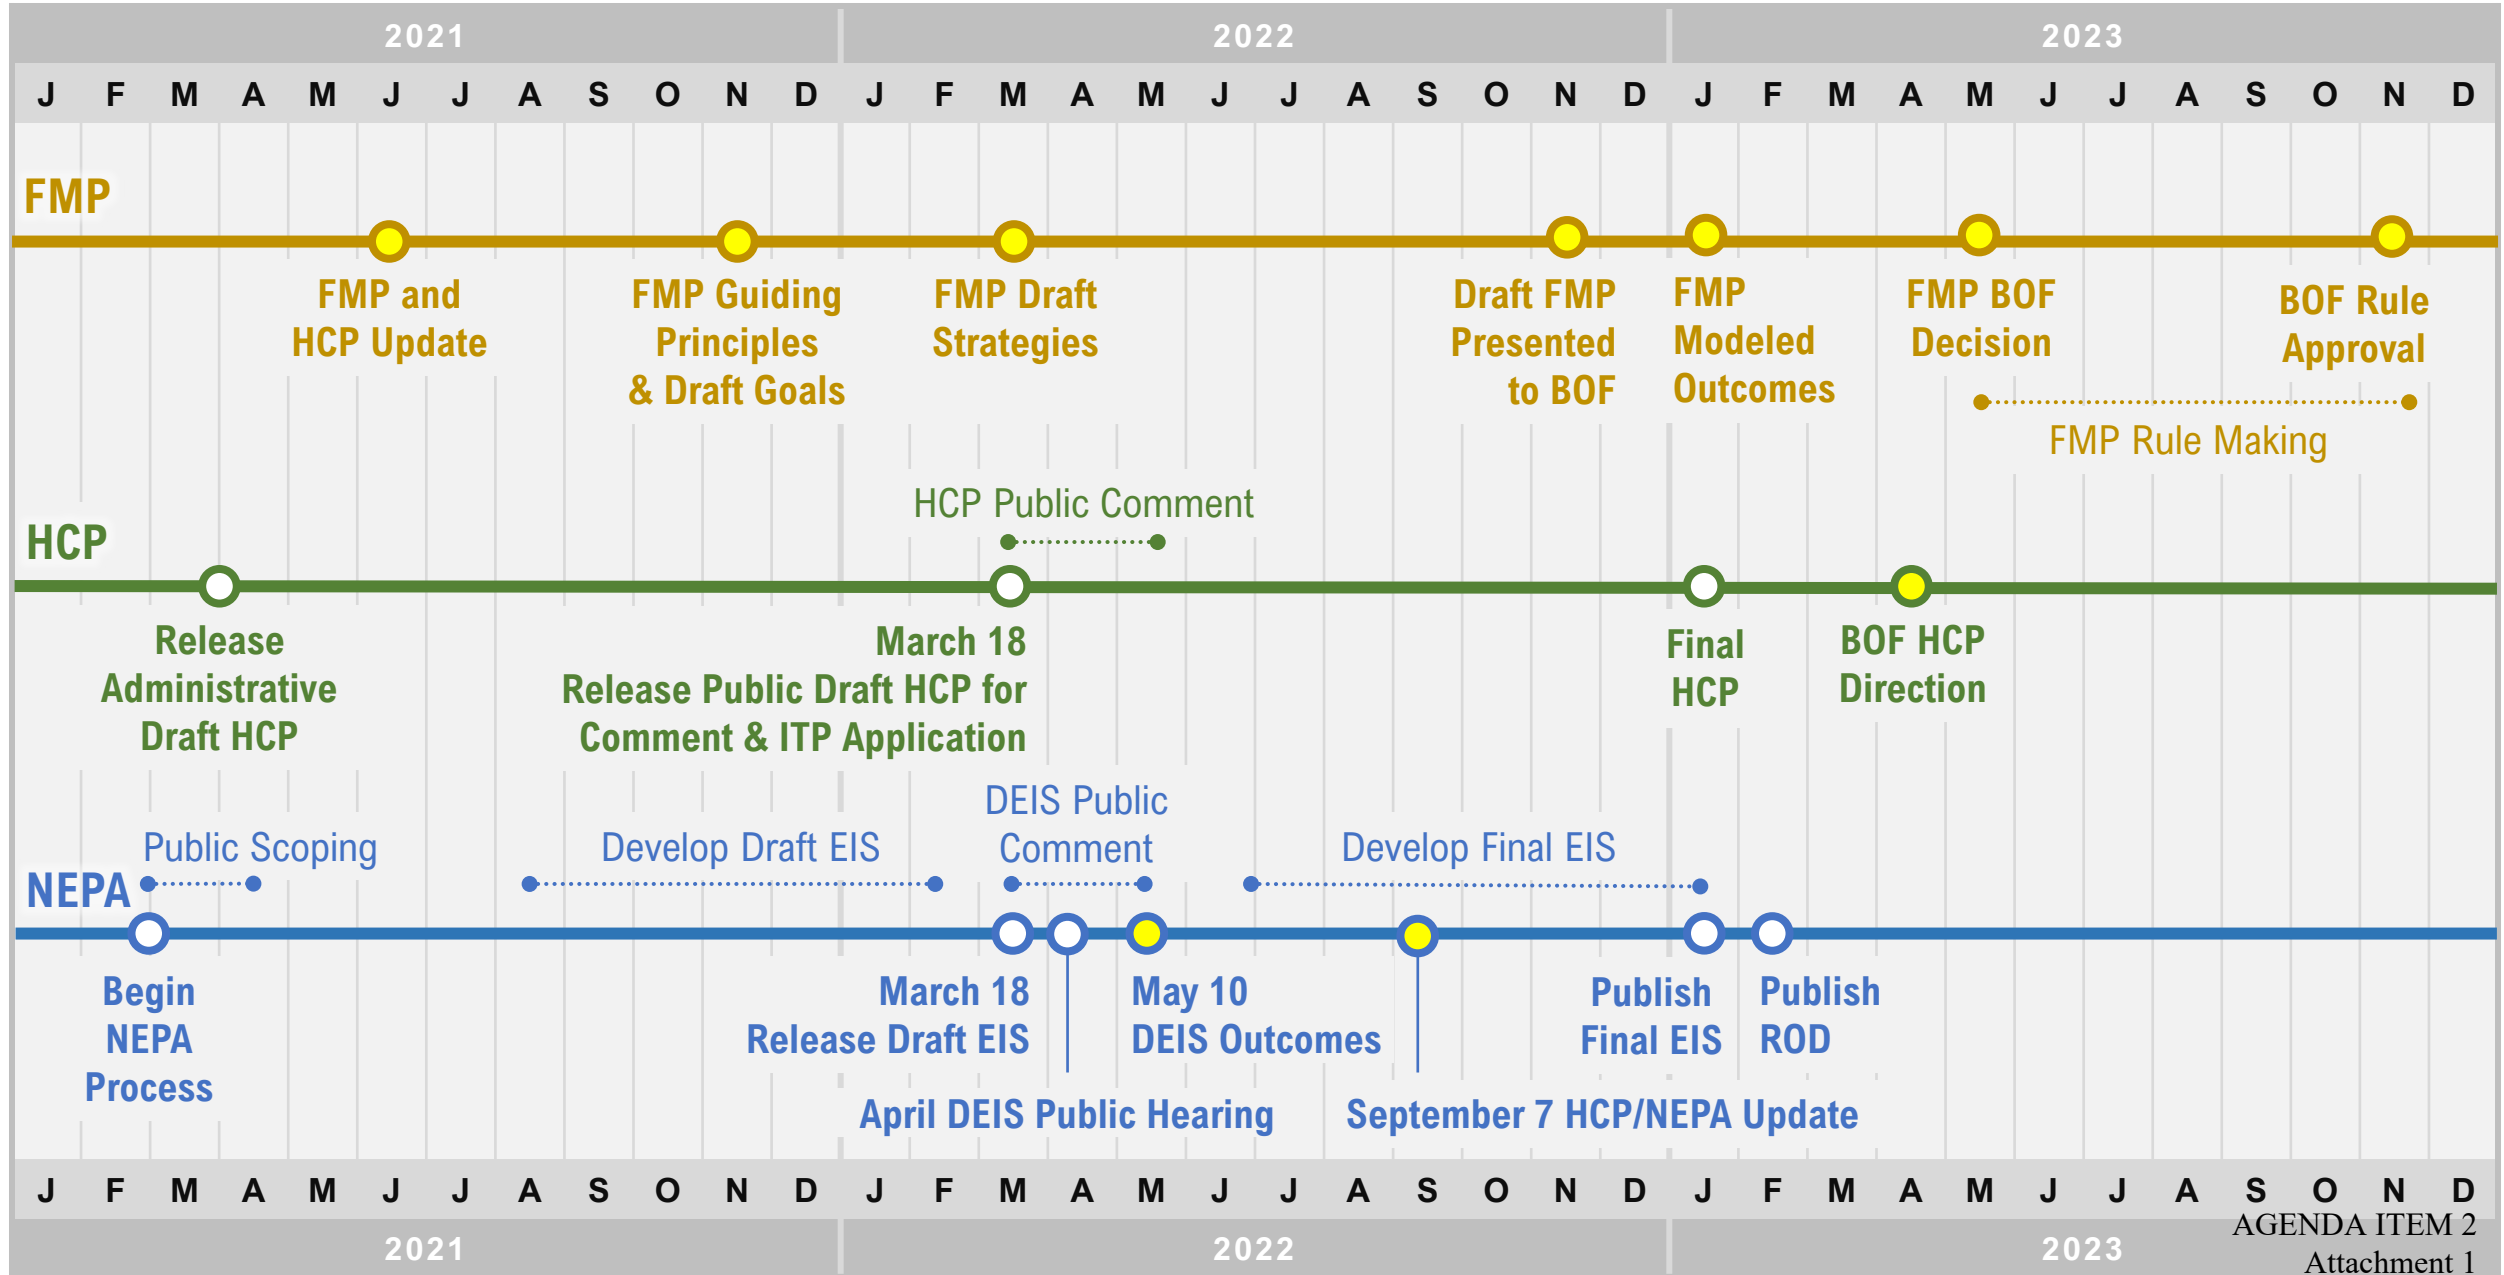 2021 2022 2023
J F M A M J J A S O N D J F M A M J J A S O N D J F M A M J J A S O N D
FMP
FMP and
HCP Update
FMP Guiding
Principles
& Draft Goals
FMP Draft
Strategies
Draft FMP
Presented
to BOF
FMP
Modeled
Outcomes
FMP BOF
Decision
BOF Rule
Approval
FMP Rule Making
HCP Public Comment
HCP
Release
Administrative
Draft HCP
March 18
Release Public Draft HCP for
Comment & ITP Application
Final
HCP
BOF HCP
Direction
Public Scoping
Develop Draft EIS
DEIS Public
Comment
Develop Final EIS
NEPA
Begin
NEPA
Process
March 18
Release Draft EIS
May 10
DEIS Outcomes
Publish
Final EIS
Publish
ROD
April DEIS Public Hearing
September 7 HCP/NEPA Update
J F M A M J J A S O N D J F M A M J J A S O N D J F M A M J J A S O N D
2021 2022 2023
AGENDA ITEM 2
Attachment 1